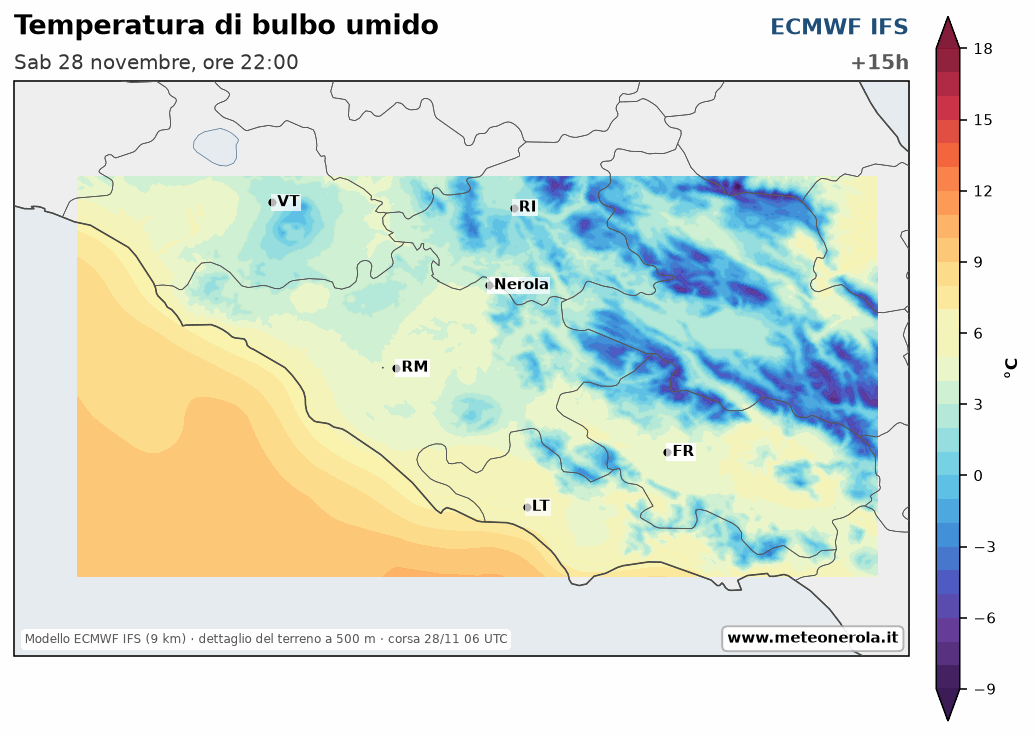 Temperatura di bulbo umido
ECMWF IFS
Sab 28 novembre, ore 22:00
+15h
VT
RI
Nerola
RM
FR
LT
18
15
12
9
6
3
0
−3
−6
−9
°C
Modello ECMWF IFS (9 km) · dettaglio del terreno a 500 m · corsa 28/11 06 UTC
www.meteonerola.it